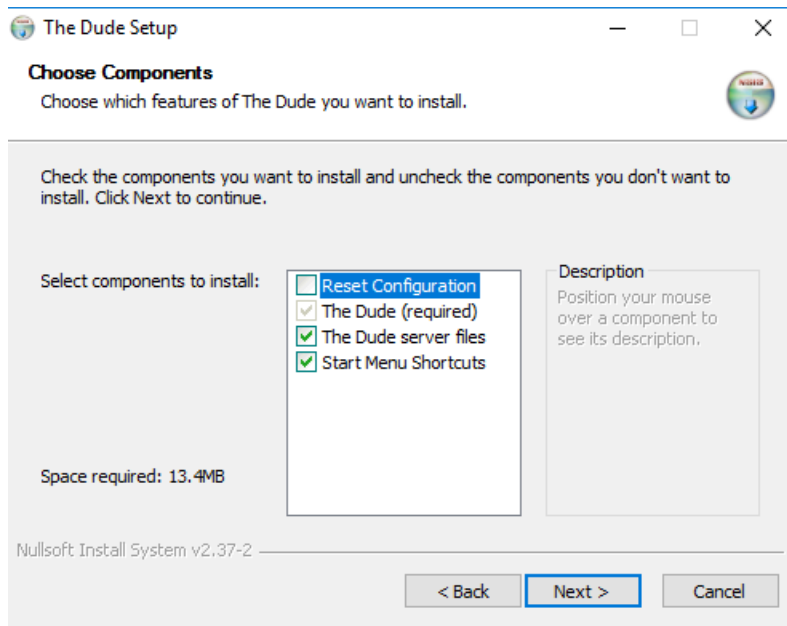 The Dude Setup
Choose Components
Choose which features of The Dude you want to install.
Check the components you want to install and uncheck the components you don't want to
install. Click Next to continue.
Select components to install:
Reset Configuration
The Dude (required)
The Dude server files
Start Menu Shortcuts
Description
Position your mouse
over a component to
see its description.
Space required: 13.4MB
Nullsoft Install System v2.37-2
< Back
Next >
Cancel